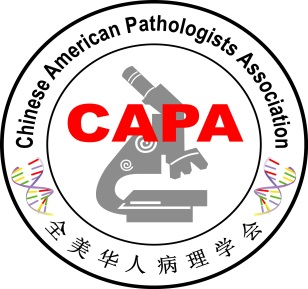 Chinese American Pathologists Association
CAPA
全美华人病理学会